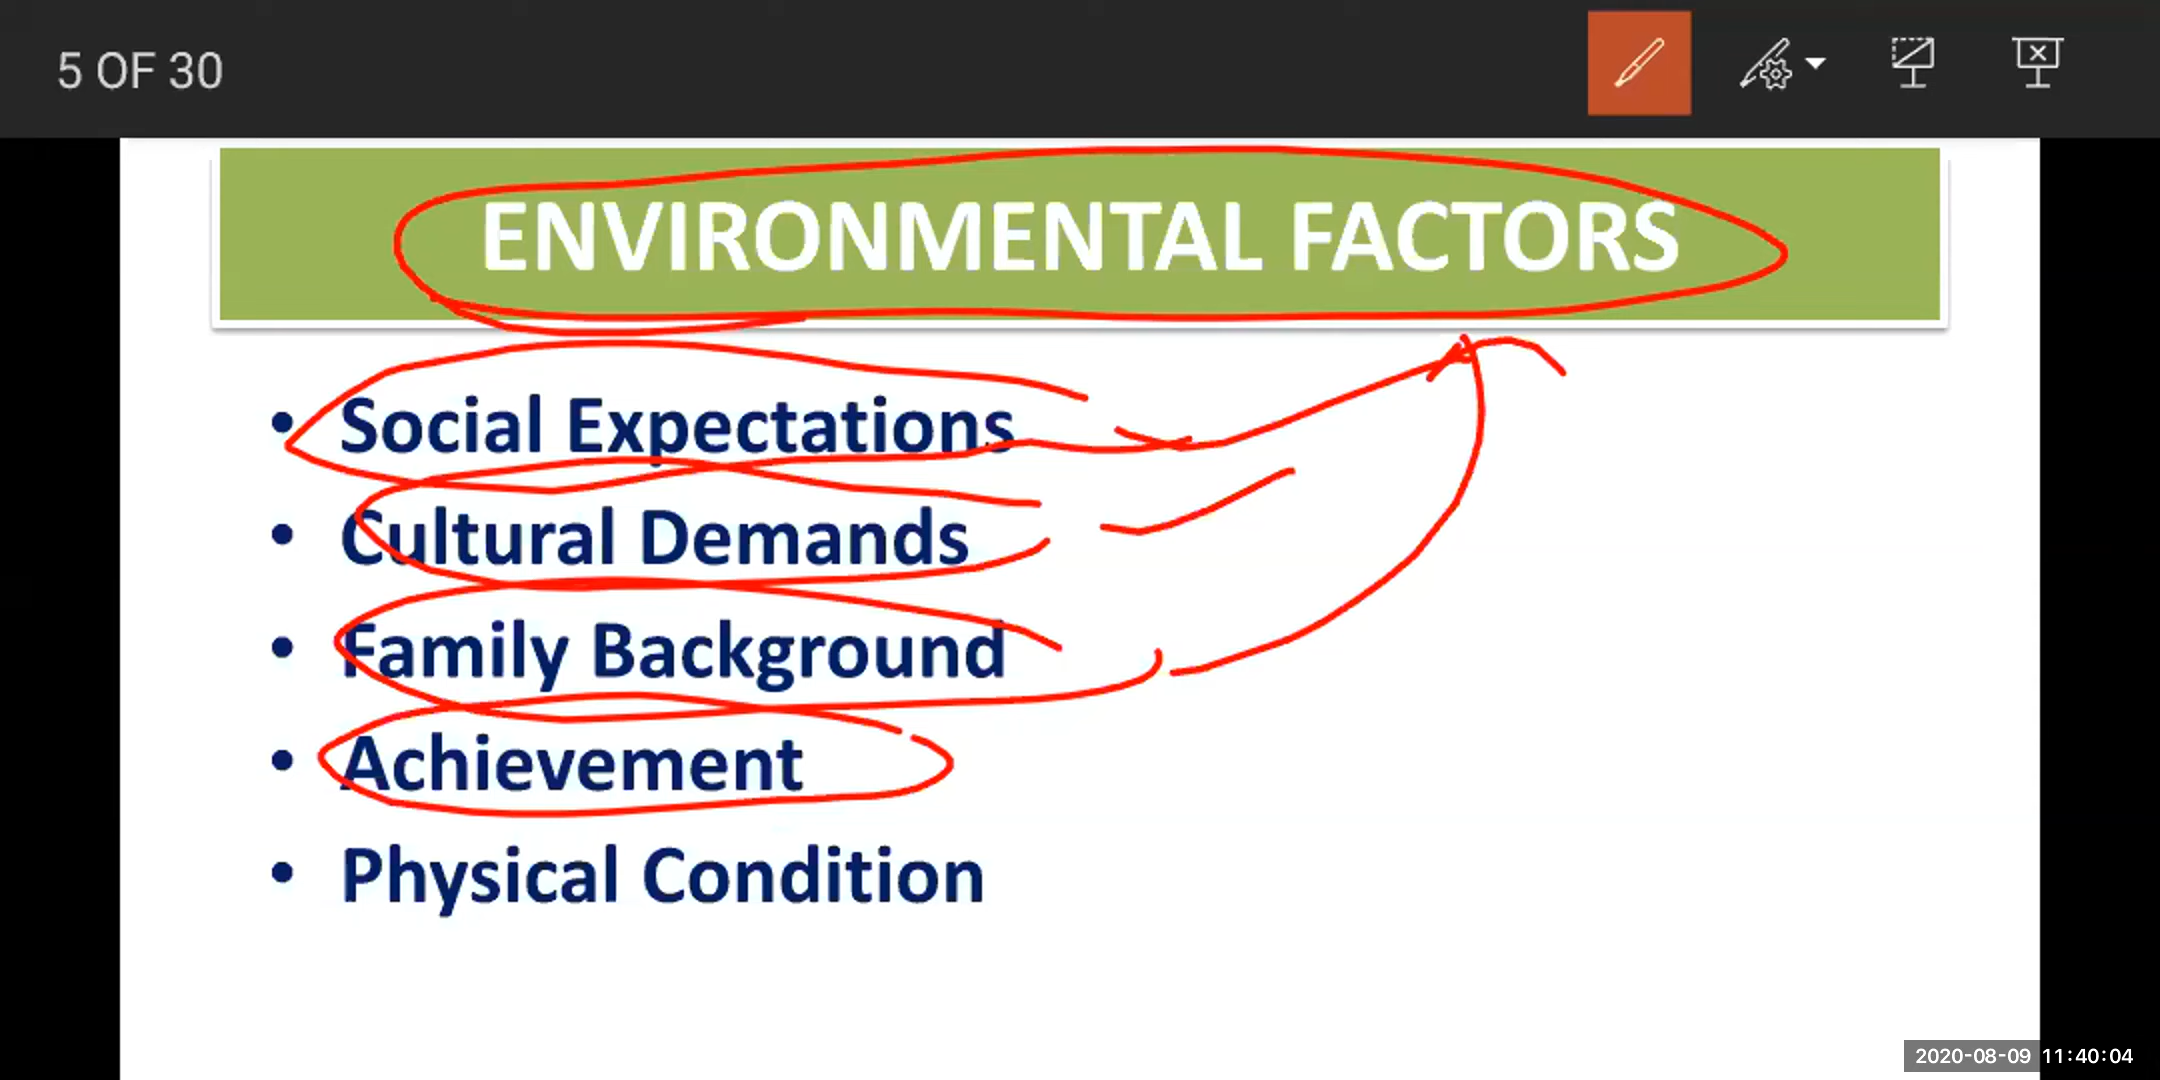 5 OF 30
ENVIRONMENTAL FACTORS
• Social Expectations
• Cultural Demands
• Family Background
• Achievement
• Physical Condition
2020-08-09 11:40:04